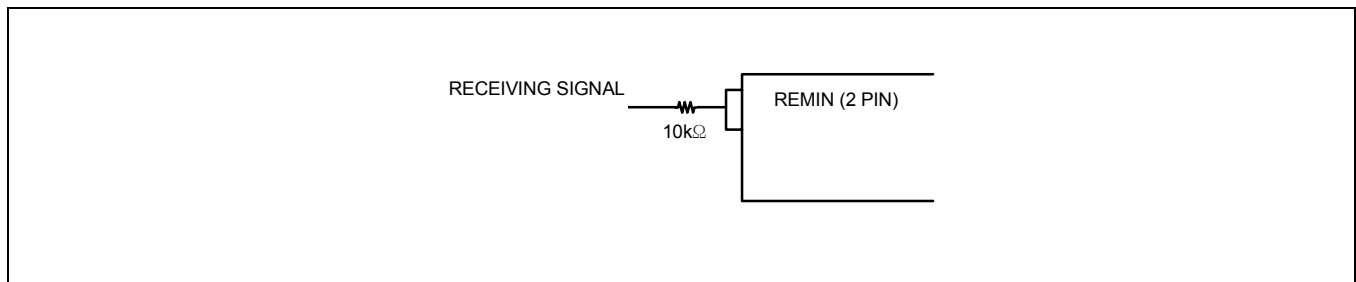 RECEIVING SIGNAL
REMIN (2 PIN)
10kΩ